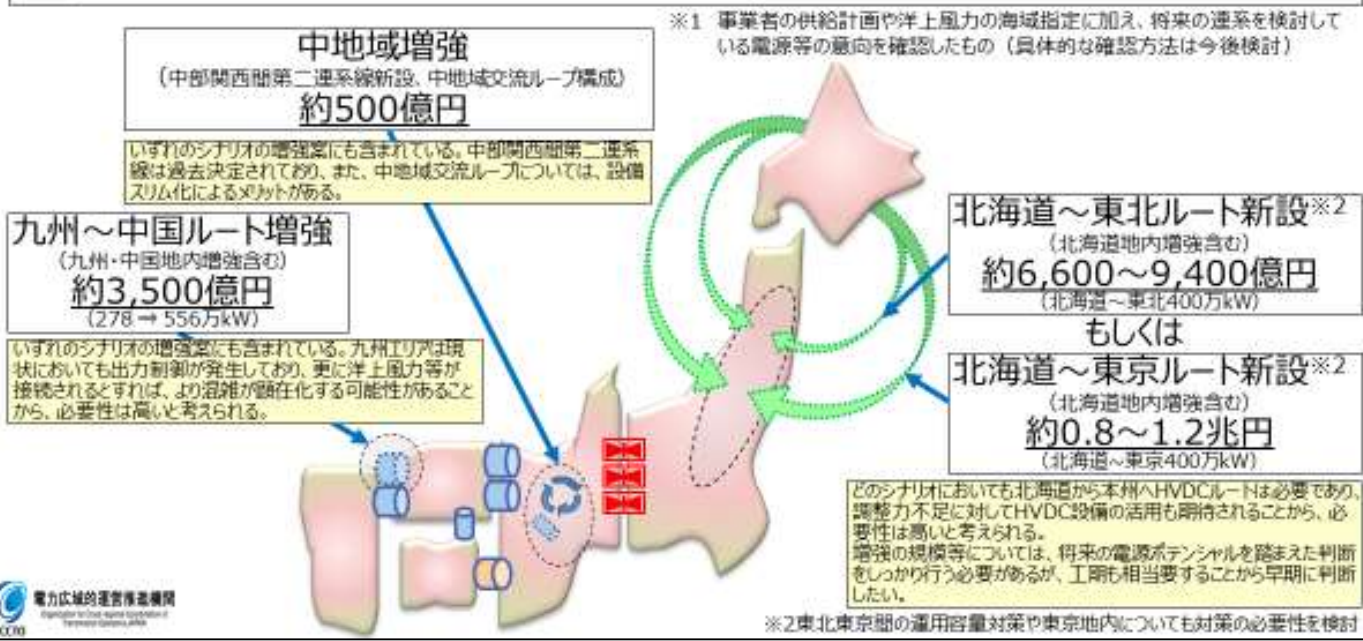 ※1 事業者の供給計画や洋上風力の海域指定に加え、将来の連系を検討して
いる電源等の意向を確認したもの（具体的な確認方法は今後検討）
中地域増強
（中部関西間第二連系線新設、中地域交流ループ構成）
約500億円
いずれのシナリオの増強案にも含まれている。中部関西間第二連系
線は過去決定されており、また、中地域交流ループについては、設備
スリム化によるメリットがある。
九州～中国ルート増強
（九州・中国地内増強含む）
約3,500億円
（278 → 556万kW）
いずれのシナリオの増強案にも含まれている。九州エリアは現
状においても出力制御が発生しており、更に洋上風力等が
接続されるとすれば、より混雑が顕在化する可能性があること
から、必要性は高いと考えられる。
北海道～東北ルート新設※2
（北海道地内増強含む）
約6,600～9,400億円
（北海道～東北400万kW）
もしくは
北海道～東京ルート新設※2
（北海道地内増強含む）
約0.8～1.2兆円
（北海道～東京400万kW）
どのシナリオにおいても北海道から本州へHVDCルートは必要であり、
調整力不足に対してHVDC設備の活用も期待されることから、必
要性は高いと考えられる。
増強の規模等については、将来の電源ポテンシャルを踏まえた判断
をしっかり行う必要があるが、工期も相当要することから早期に判断
したい。
電力広域的運営推進機関
※2東北東京間の運用容量対策や東京地内についても対策の必要性を検討